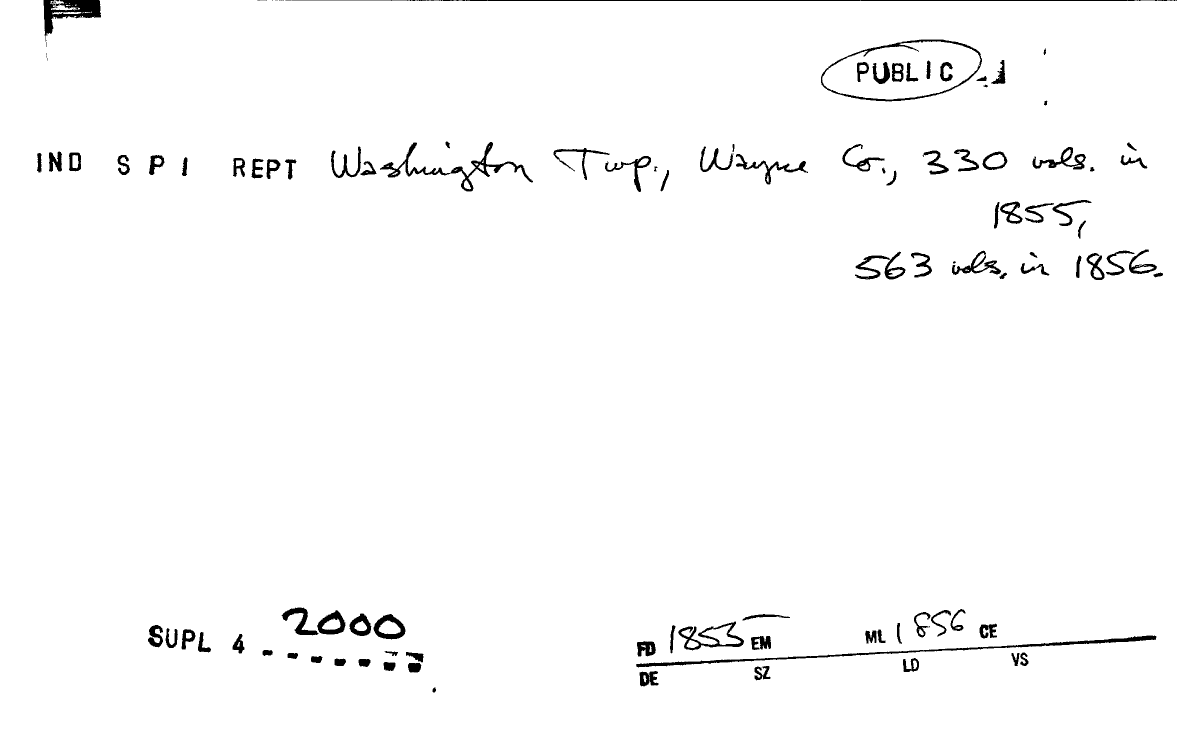 PUBLIC
IND S P I REPT Washington Twp., Wayne Co., 330 vols. in
1855,
563 vols. in 1856.
SUPL 4 2000
FD 1855 EM ML 1856 CE
DE SZ LD VS